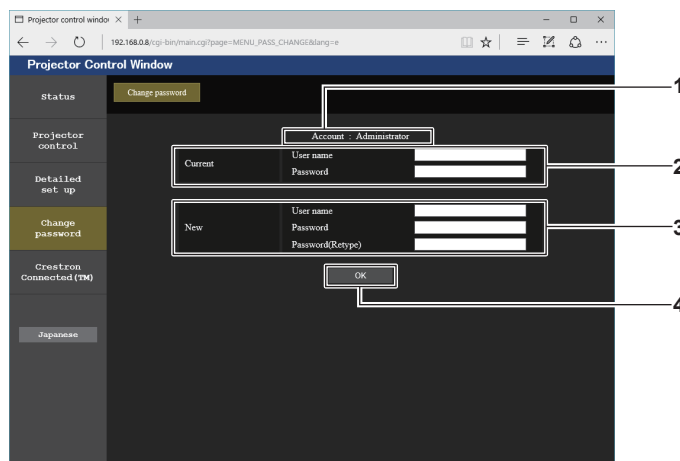 Projector control windov
192.168.0.8/cgi-bin/main.cgi?page=MENU_PASS_CHANGE&lang=e
Projector Control Window
Status
Projector control
Detailed set up
Change password
Crestron Connected(TM)
Japanese
Change password
Account : Administrator
Current
User name
Password
New
User name
Password
Password(Retype)
OK
1
2
3
4